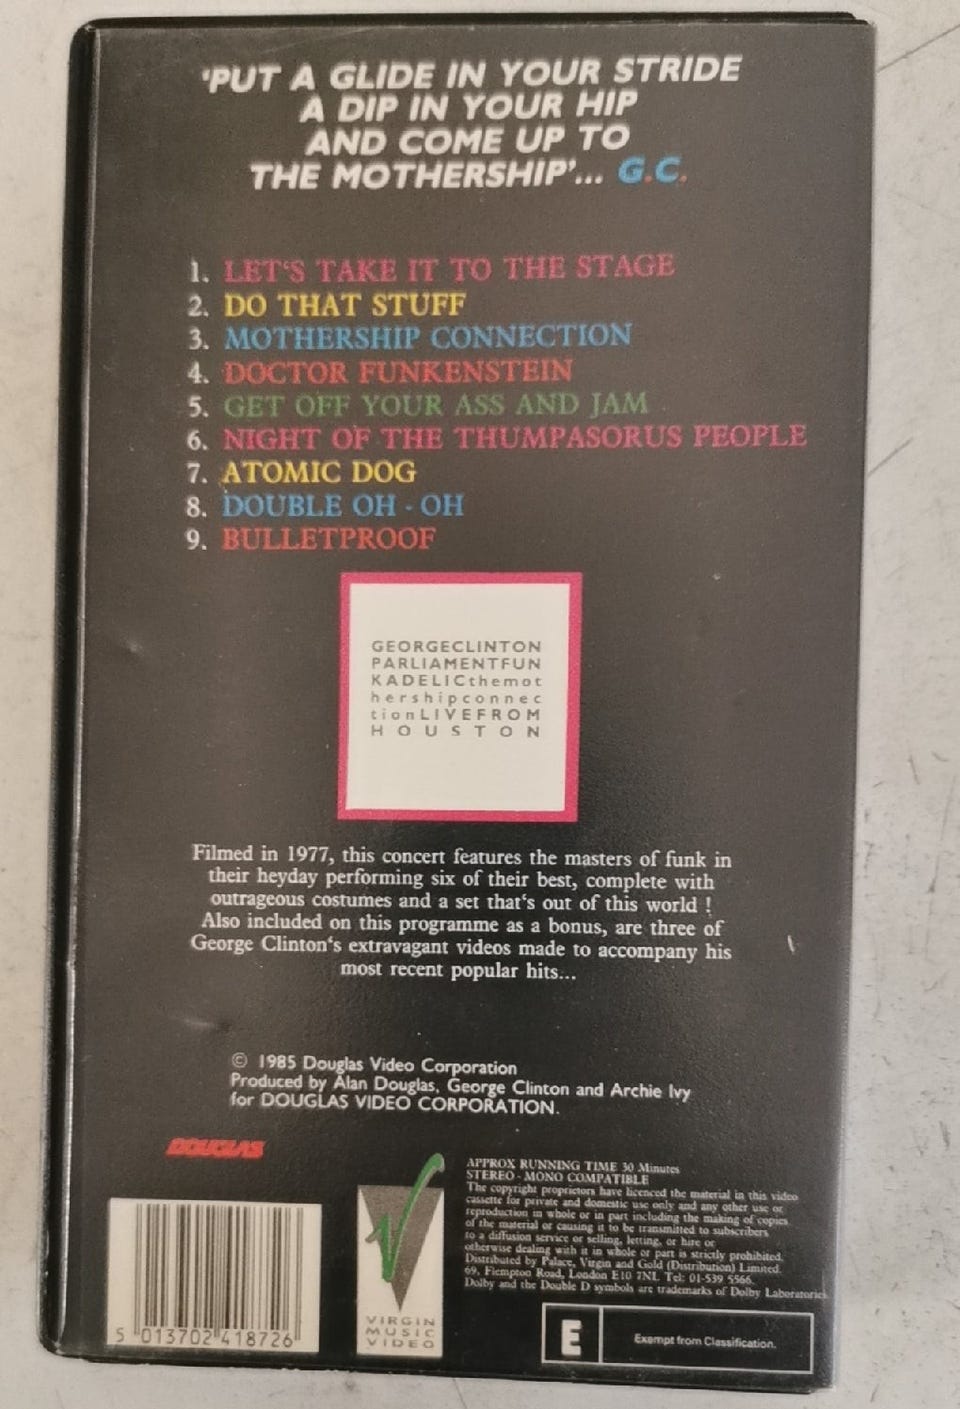 'PUT A GLIDE IN YOUR STRIDE
A DIP IN YOUR HIP
AND COME UP TO
THE MOTHERSHIP'... G.C.
1. LET'S TAKE IT TO THE STAGE
2. DO THAT STUFF
3. MOTHERSHIP CONNECTION
4. DOCTOR FUNKENSTEIN
5. GET OFF YOUR ASS AND JAM
6. NIGHT OF THE THUMPASORUS PEOPLE
7. ATOMIC DOG
8. DOUBLE OH - OH
9. BULLETPROOF
GEORGECLINTON
PARLIAMENTFUN
KADELICthemot
hershipconnec
tionLIVEFROM
HOUSTON
Filmed in 1977, this concert features the masters of funk in
their heyday performing six of their best, complete with
outrageous costumes and a set that's out of this world !
Also included on this programme as a bonus, are three of
George Clinton's extravagant videos made to accompany his
most recent popular hits...
© 1985 Douglas Video Corporation
Produced by Alan Douglas, George Clinton and Archie Ivy
for DOUGLAS VIDEO CORPORATION.
DOUGLAS
APPROX RUNNING TIME 30 Minutes
STEREO - MONO COMPATIBLE
The copyright proprietors have licenced the material in this video
cassette for private and domestic use only and any other use or
reproduction in whole or in part including the making of copies
of the material or causing it to be transmitted to subscribers
to a diffusion service or selling, letting, or hire or
otherwise dealing with it in whole or part is strictly prohibited.
Distributed by Palace, Virgin and Gold (Distribution) Limited.
69, Flempton Road, London E10 7NL Tel: 01-539 5566.
Dolby and the Double D symbols are trademarks of Dolby Laboratories
5 013702 418726
V
VIRGIN
MUSIC
VIDEO
E
Exempt from Classification.